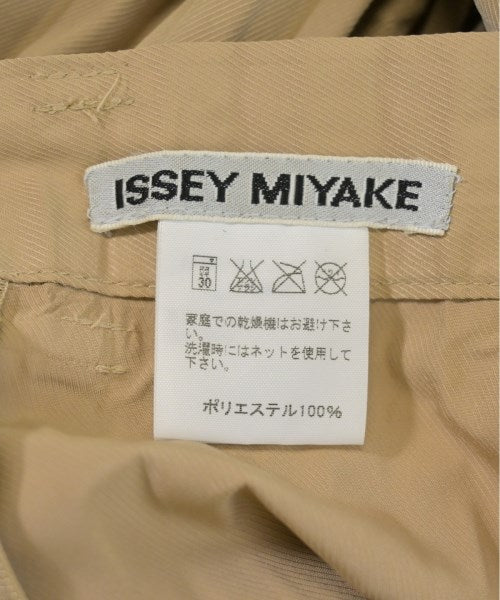 ISSEY MIYAKE
30
家庭での乾燥機はお避け下さ
い。
洗濯時にはネットを使用して
下さい。
ポリエステル100%